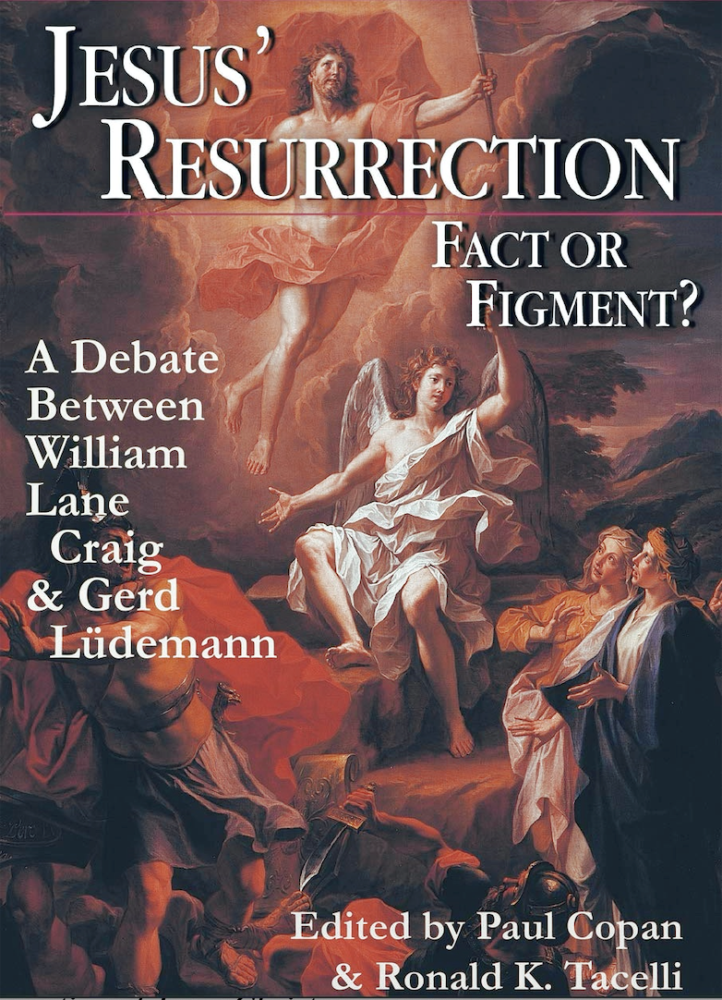 JESUS'
RESURRECTION
FACT OR
FIGMENT?
A Debate
Between
William
Lane
Craig
& Gerd
Lüdemann
Edited by Paul Copan
& Ronald K. Tacelli